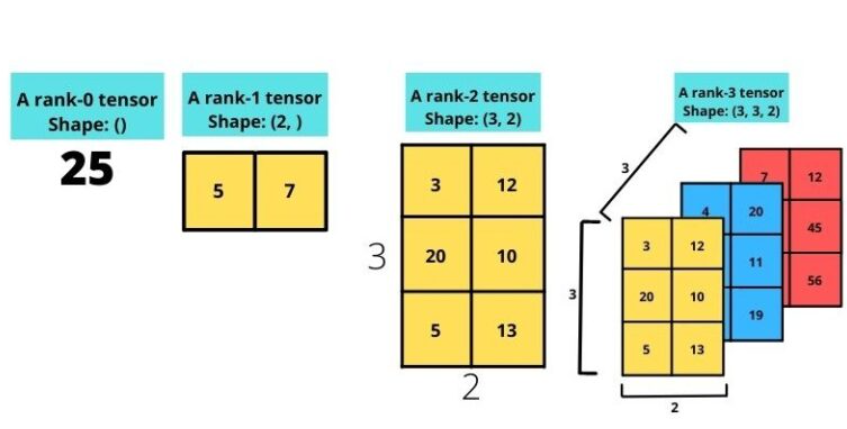 A rank-0 tensor
Shape: ()
25
A rank-1 tensor
Shape: (2, )
5 7
A rank-2 tensor
Shape: (3, 2)
3 12
3
20 10
5 13
2
A rank-3 tensor
Shape: (3, 3, 2)
3
7 12
45
56
4 20
11
19
3
3 12
20 10
5 13
2